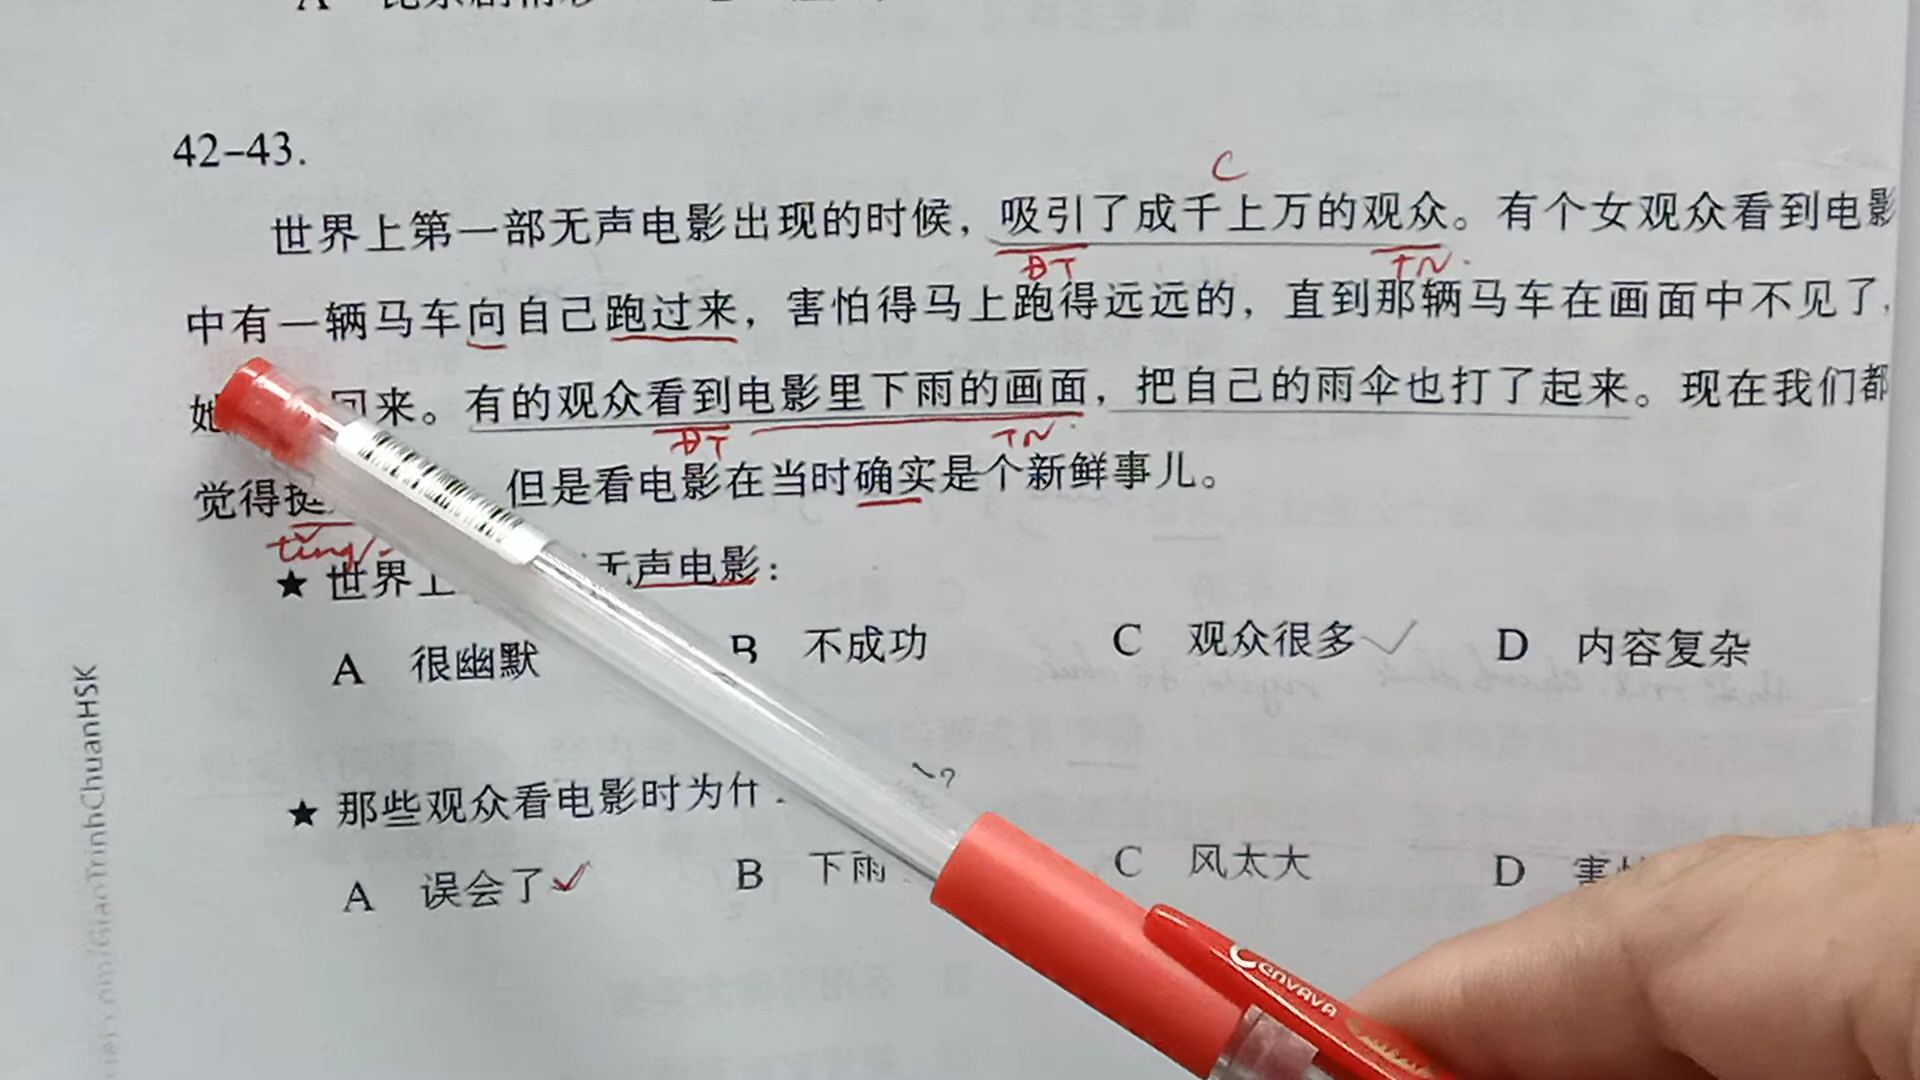 42–43.
C
世界上第一部无声电影出现的时候，吸引了成千上万的观众。有个女观众看到电影
ĐT TN.
中有一辆马车向自己跑过来，害怕得马上跑得远远的，直到那辆马车在画面中不见了，
她 回来。有的观众看到电影里下雨的画面，把自己的雨伞也打了起来。现在我们都
ĐT TN.
觉得挺 但是看电影在当时确实是个新鲜事儿。
tǐng
★ 世界上 无声电影：
A 很幽默 B 不成功 C 观众很多 ✓ D 内容复杂
★ 那些观众看电影时为什
A 误会了 ✓ B 下雨 C 风太大 D 害怕
Cenvava
/GiaoTrinhChuanHSK